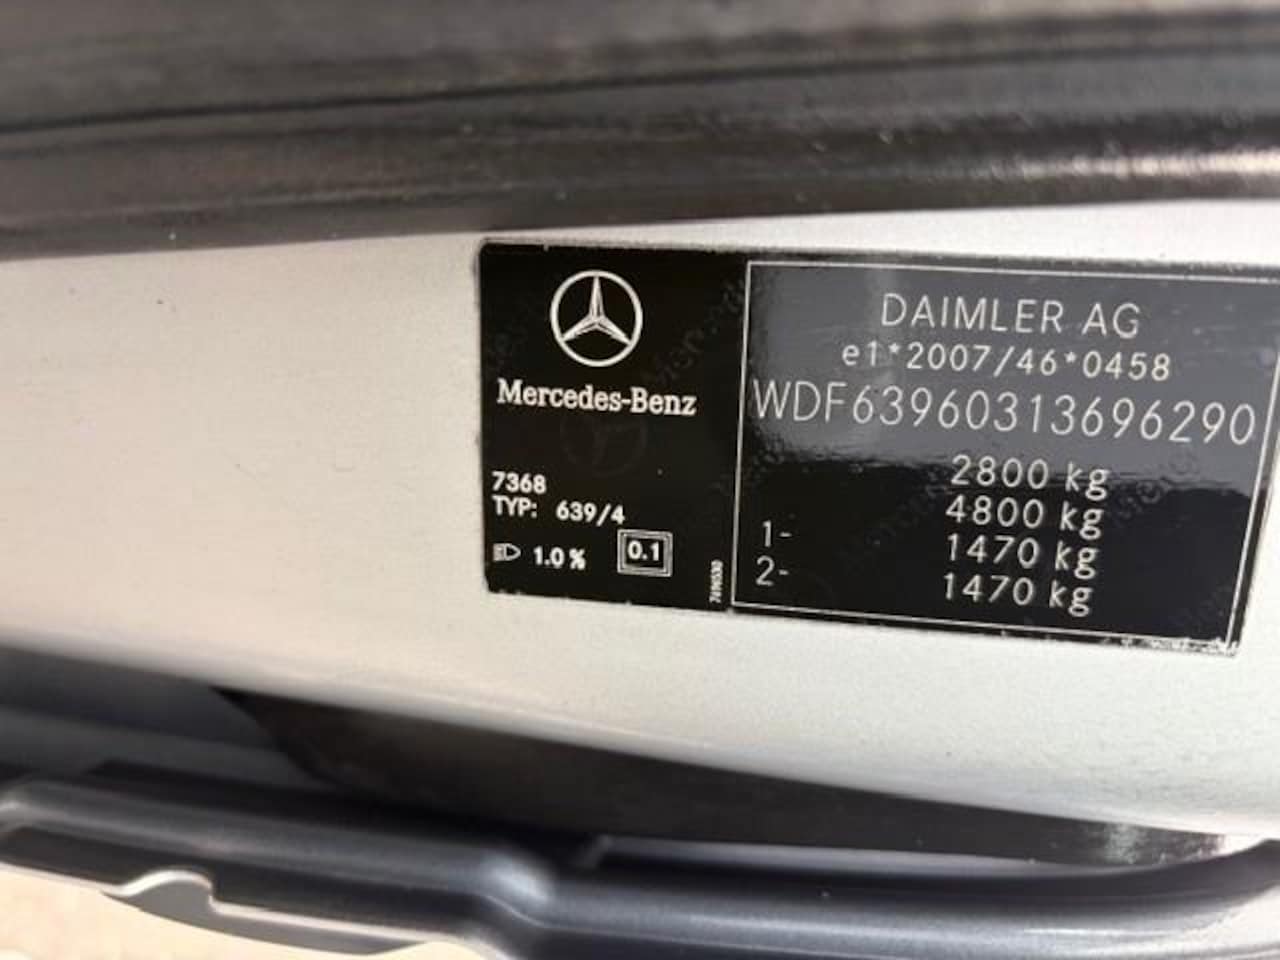 Mercedes-Benz
7368
TYP: 639/4
1.0 %
0.1
DAIMLER AG
e1*2007/46*0458
WDF63960313696290
2800 kg
4800 kg
1- 1470 kg
2- 1470 kg